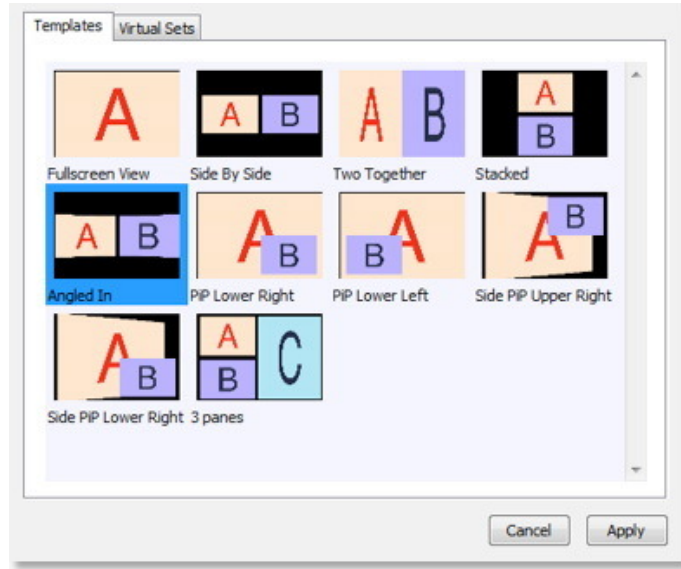 Templates Virtual Sets
A
A B
A B
A
B
Fullscreen View Side By Side Two Together Stacked
A B
A
B
A
B
A
B
Angled In PiP Lower Right PiP Lower Left Side PiP Upper Right
A
B
A
B
C
Side PiP Lower Right 3 panes
Cancel Apply